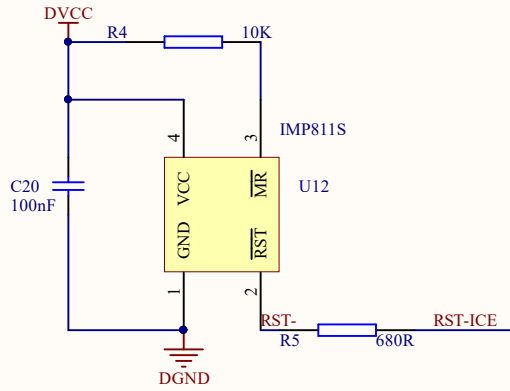 DVCC
R4
10K
4
3
IMP811S
VCC
MR
U12
C20
100nF
GND
RST
1
2
RST-
RST-ICE
R5
680R
DGND